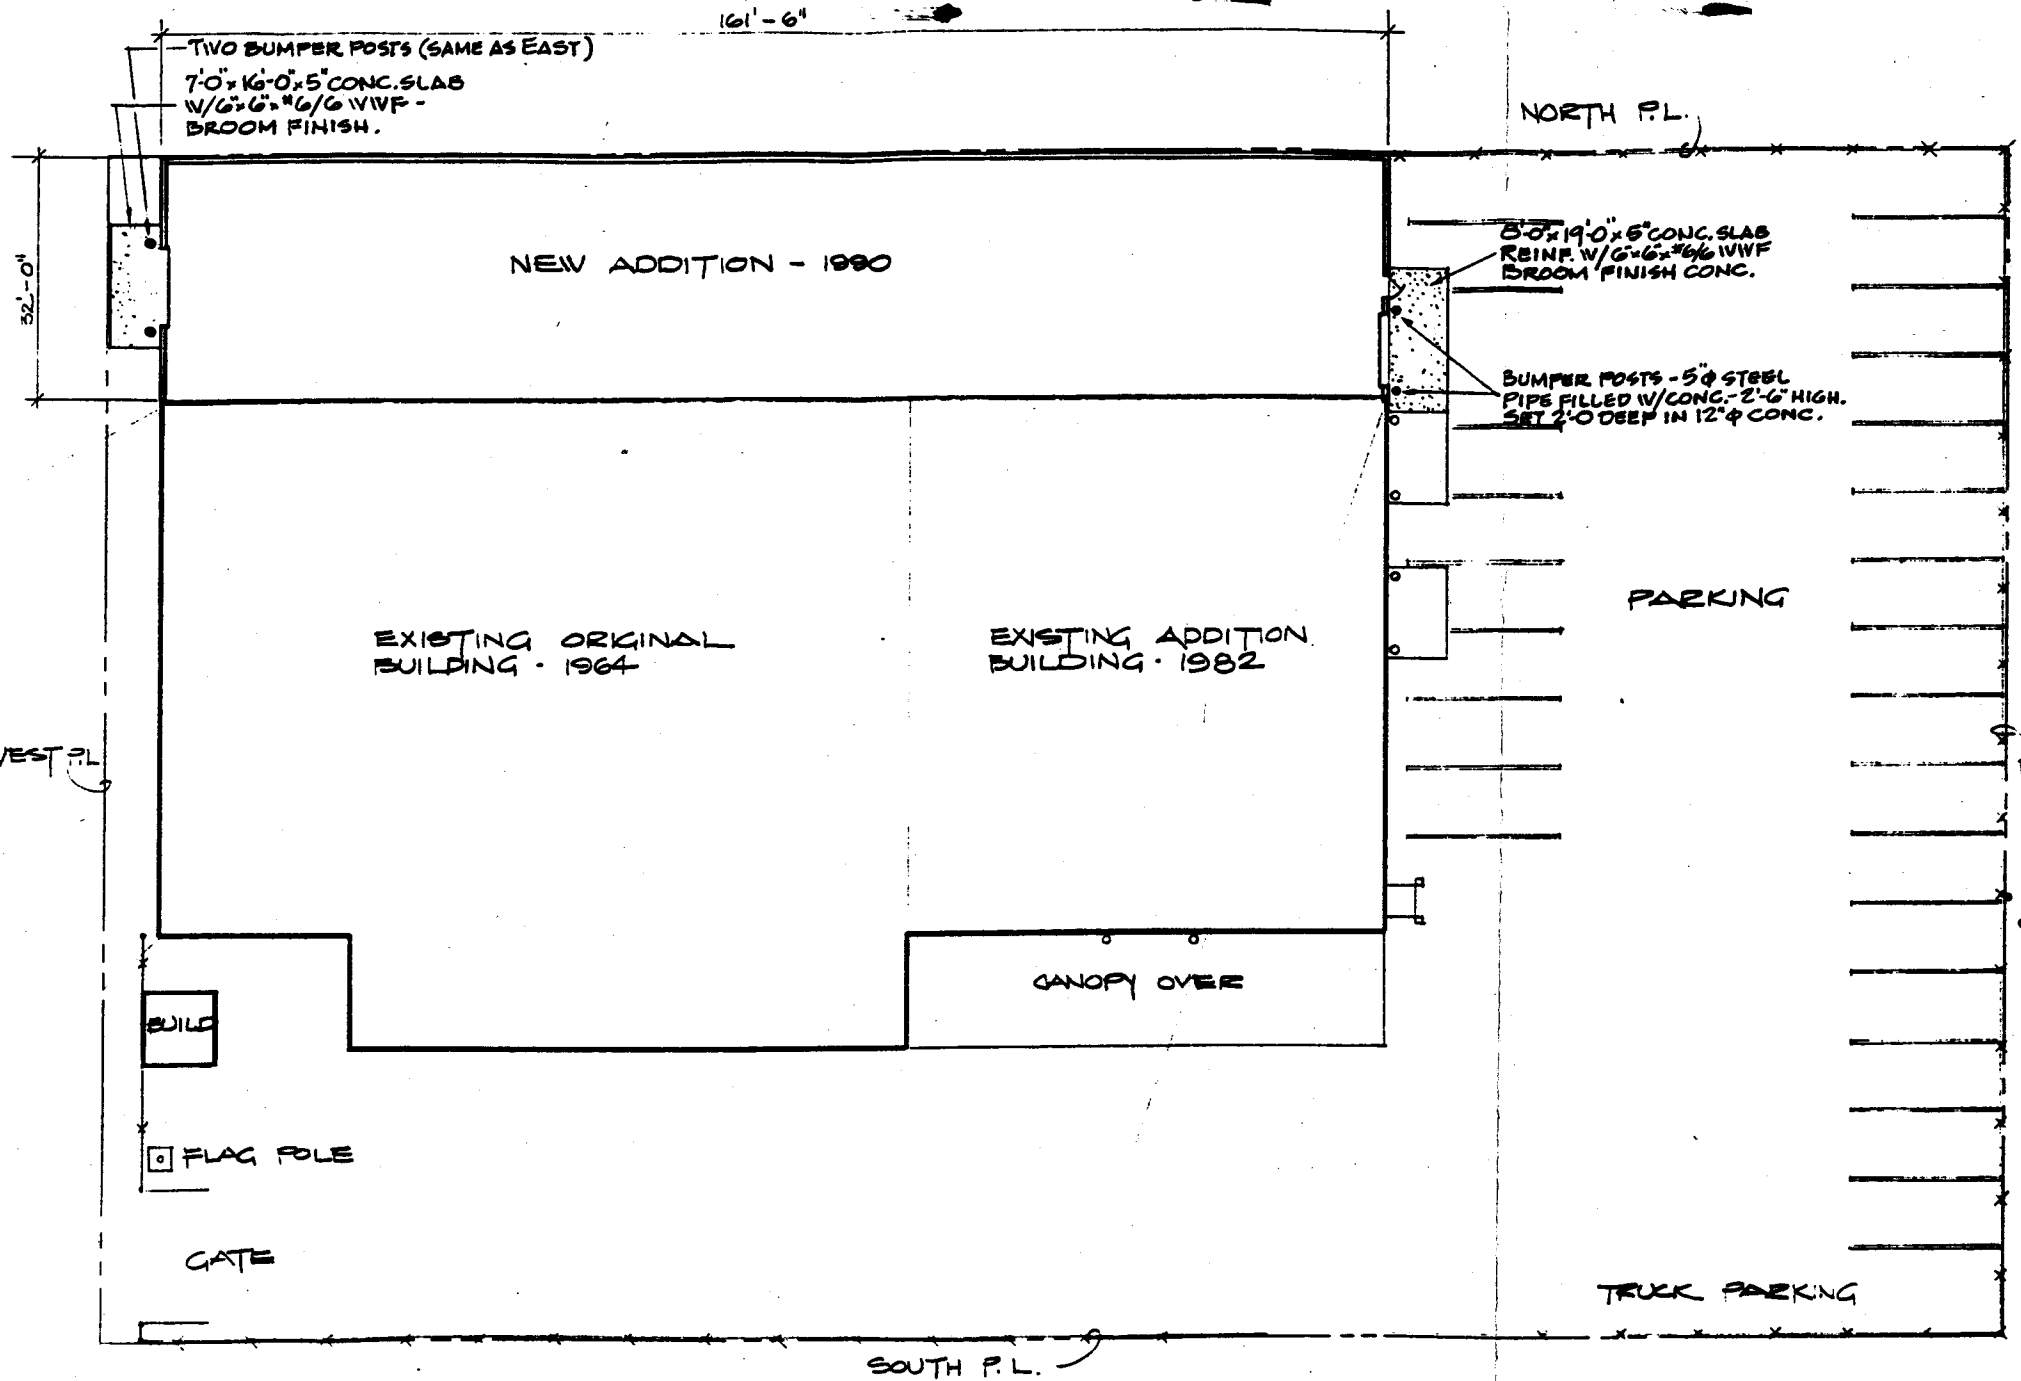 161'-6"
TWO BUMPER POSTS (SAME AS EAST)
7'-0"x16'-0"x5" CONC. SLAB
W/6"x6"x#6/6 WWF -
BROOM FINISH.
NORTH P.L.
32'-0"
NEW ADDITION - 1990
8'-0"x19'-0"x5" CONC. SLAB
REINF. W/6"x6"x#6/6 WWF
BROOM FINISH CONC.
BUMPER POSTS - 5"φ STEEL
PIPE FILLED W/CONC.- 2'-6" HIGH.
SET 2'-0 DEEP IN 12"φ CONC.
PARKING
EXISTING ORIGINAL
BUILDING · 1964
EXISTING ADDITION
BUILDING · 1982
WEST P.L
CANOPY OVER
BUILD
FLAG POLE
GATE
TRUCK PARKING
SOUTH P.L.